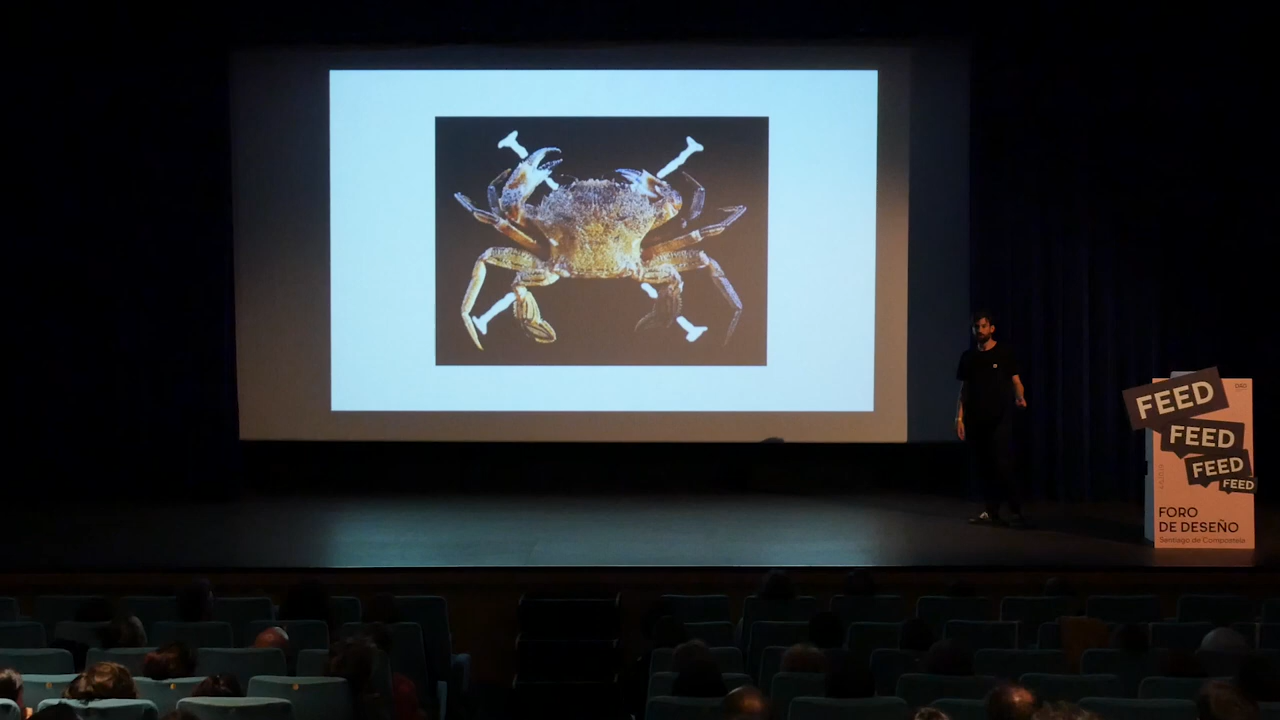 FEED
FEED
FEED
FEED
FORO
DE DESEÑO
Santiago de Compostela